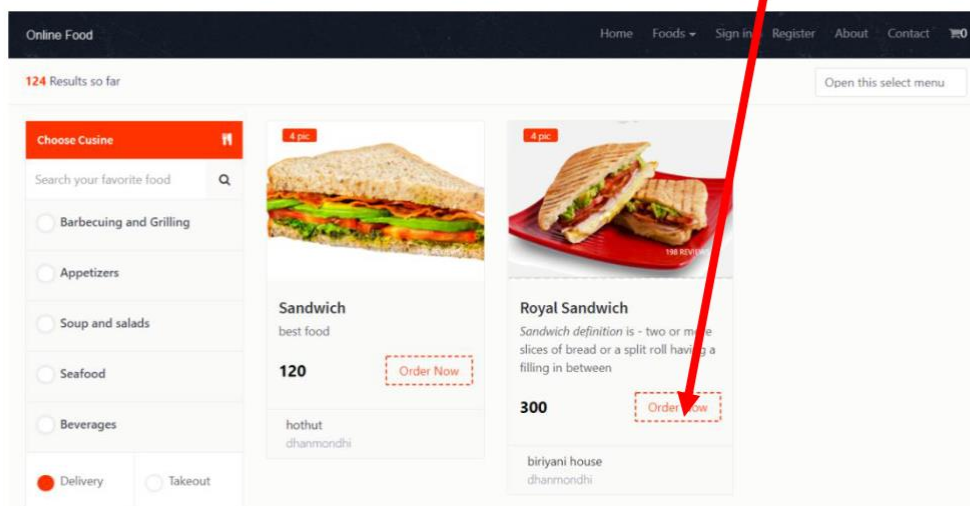 Online Food
Home Foods Sign in Register About Contact 0
124 Results so far
Open this select menu
Choose Cusine
Search your favorite food
Barbecuing and Grilling
Appetizers
Soup and salads
Seafood
Beverages
Delivery Takeout
4 pic
Sandwich
best food
120 Order Now
hothut
dhanmondhi
4 pic
198 REVIEWS
Royal Sandwich
Sandwich definition is - two or more
slices of bread or a split roll having a
filling in between
300 Order Now
biriyani house
dhanmondhi